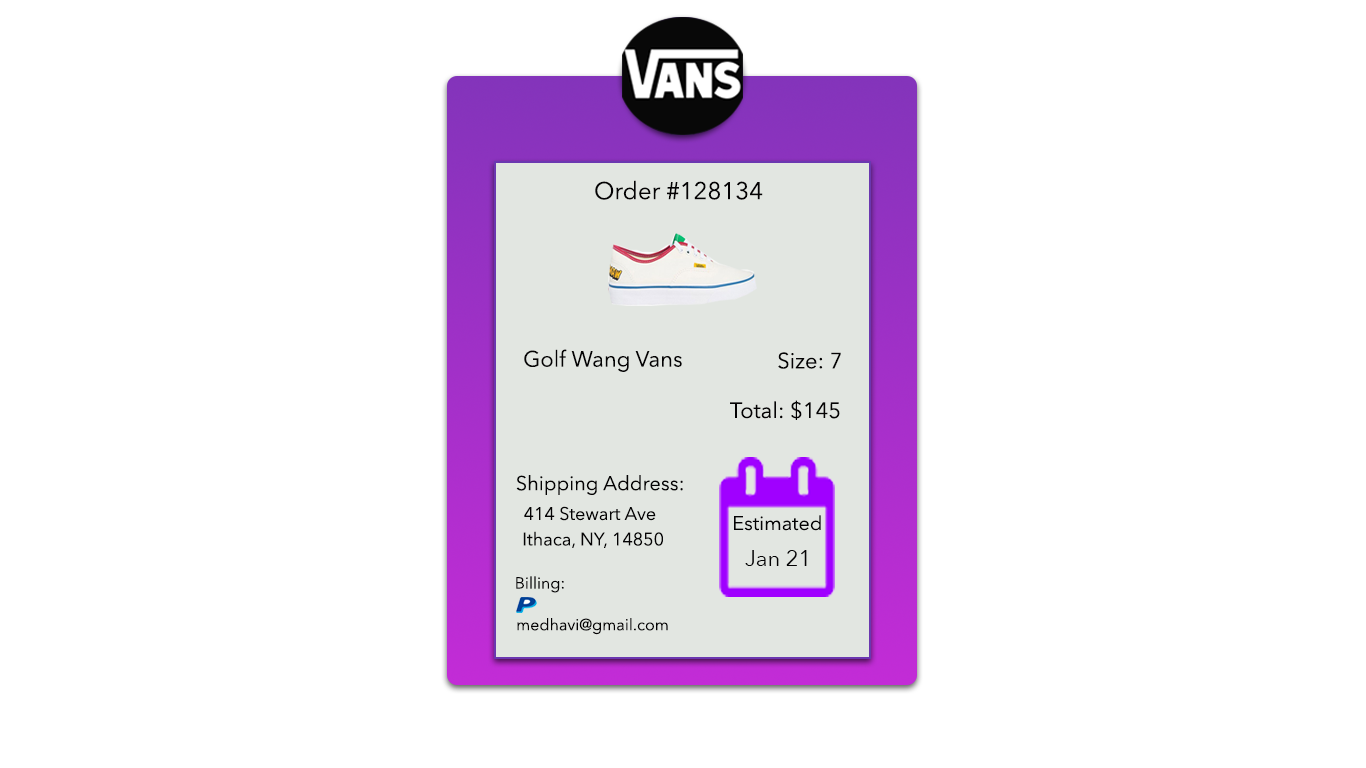 VANS
Order #128134
Golf Wang Vans
Size: 7
Total: $145
Shipping Address:
414 Stewart Ave
Ithaca, NY, 14850
Estimated
Jan 21
Billing:
medhavi@gmail.com